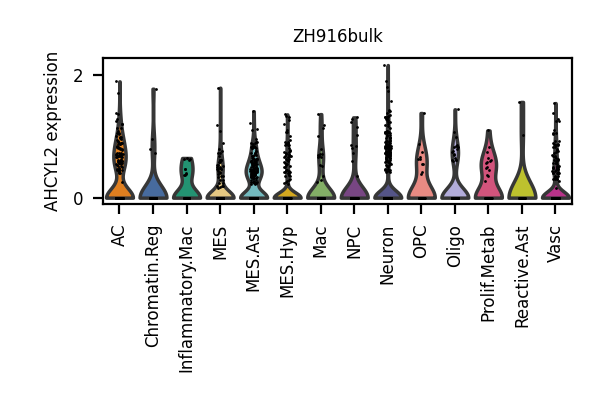 ZH916bulk
AHCYL2 expression
2
0
AC
Chromatin.Reg
Inflammatory.Mac
MES
MES.Ast
MES.Hyp
Mac
NPC
Neuron
OPC
Oligo
Prolif.Metab
Reactive.Ast
Vasc